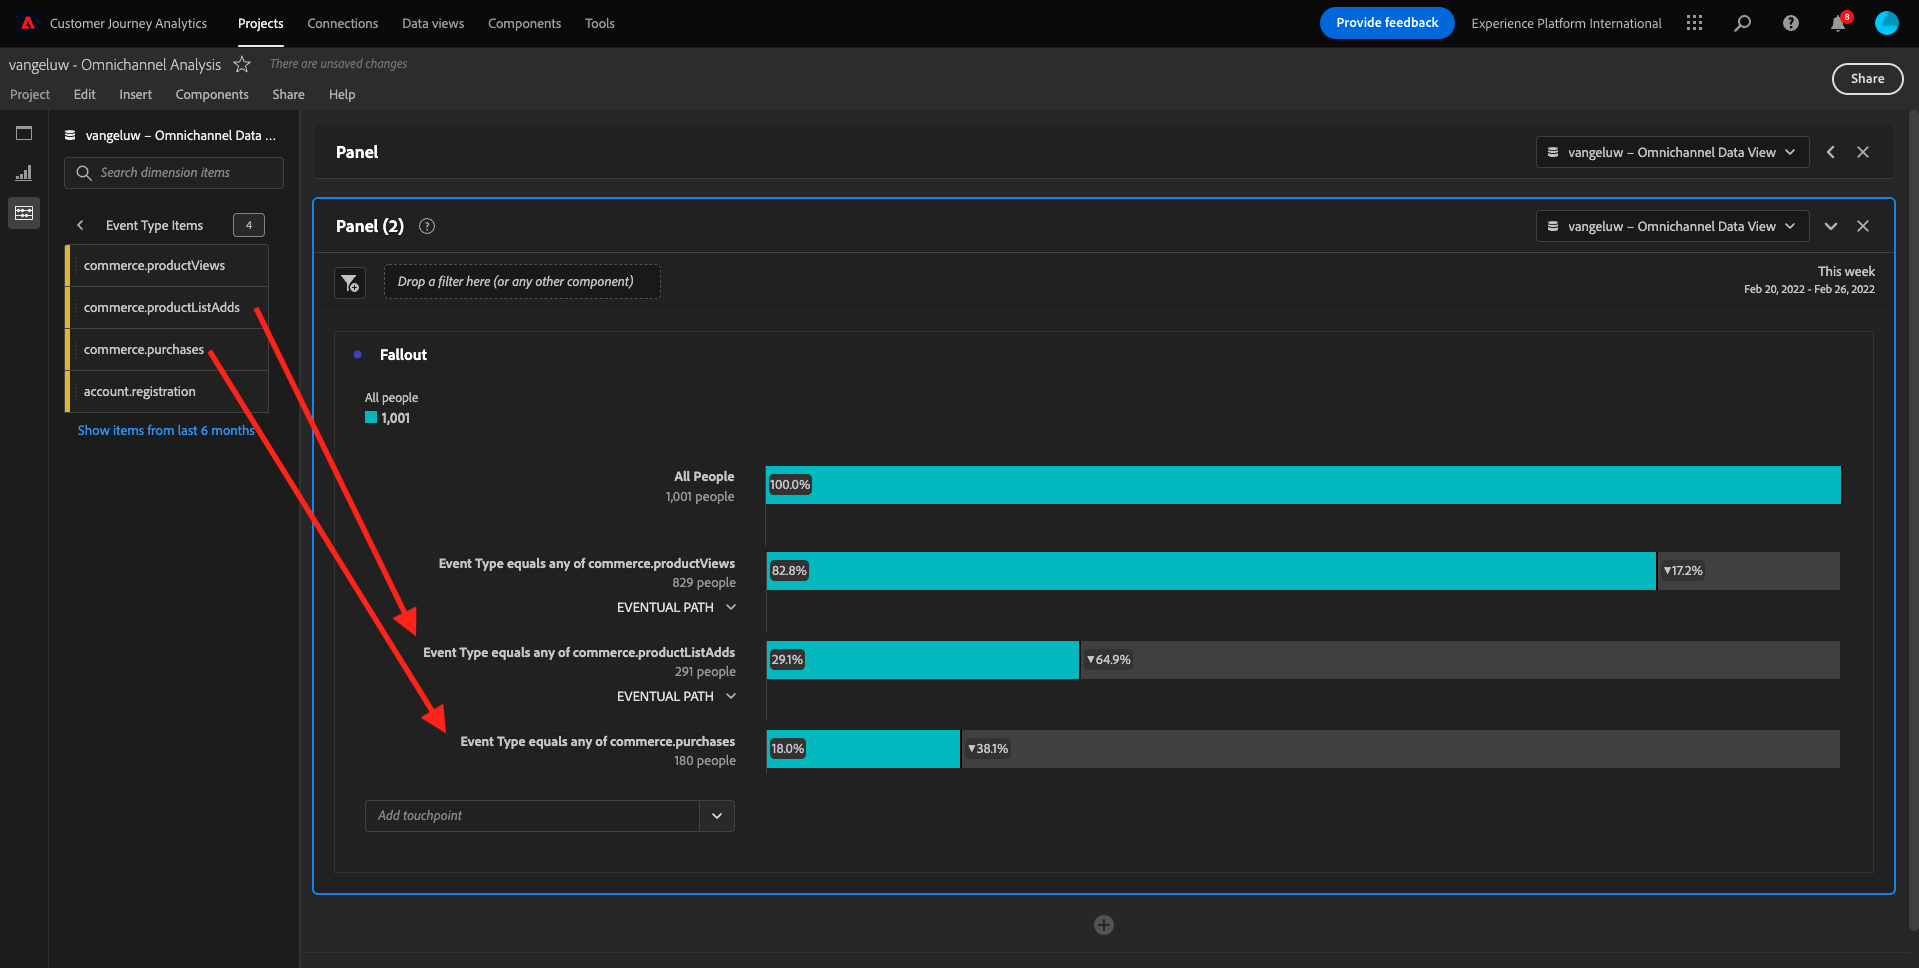 Customer Journey Analytics
Projects
Connections
Data views
Components
Tools
Provide feedback
Experience Platform International
8
vangeluw - Omnichannel Analysis
There are unsaved changes
Project
Edit
Insert
Components
Share
Help
Share
vangeluw – Omnichannel Data ...
Search dimension items
Event Type Items
4
commerce.productViews
commerce.productListAdds
commerce.purchases
account.registration
Show items from last 6 months
Panel
vangeluw – Omnichannel Data View
Panel (2)
?
vangeluw – Omnichannel Data View
Drop a filter here (or any other component)
This week
Feb 20, 2022 - Feb 26, 2022
Fallout
All people
1,001
All People
1,001 people
100.0%
Event Type equals any of commerce.productViews
829 people
EVENTUAL PATH
82.8%
▼17.2%
Event Type equals any of commerce.productListAdds
291 people
EVENTUAL PATH
29.1%
▼64.9%
Event Type equals any of commerce.purchases
180 people
18.0%
▼38.1%
Add touchpoint